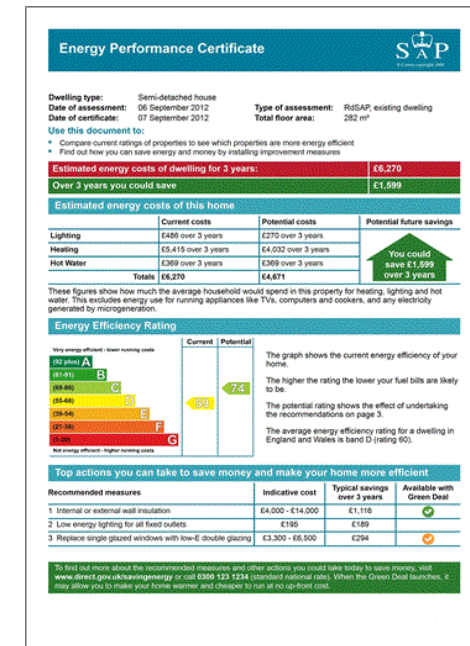 Energy Performance Certificate
SAP
© Crown copyright 2009
Dwelling type: Semi-detached house
Date of assessment: 06 September 2012 Type of assessment: RdSAP, existing dwelling
Date of certificate: 07 September 2012 Total floor area: 282 m²
Use this document to:
• Compare current ratings of properties to see which properties are more energy efficient
• Find out how you can save energy and money by installing improvement measures
Estimated energy costs of dwelling for 3 years: £6,270
Over 3 years you could save £1,599
Estimated energy costs of this home
Current costs Potential costs Potential future savings
Lighting £486 over 3 years £270 over 3 years
Heating £5,415 over 3 years £4,032 over 3 years
Hot Water £369 over 3 years £369 over 3 years
Totals £6,270 £4,671
You could
save £1,599
over 3 years
These figures show how much the average household would spend in this property for heating, lighting and hot
water. This excludes energy use for running appliances like TVs, computers and cookers, and any electricity
generated by microgeneration.
Energy Efficiency Rating
Current Potential
Very energy efficient - lower running costs
(92 plus) A
(81-91) B
(69-80) C
(55-68) D
(39-54) E
(21-38) F
(1-20) G
Not energy efficient - higher running costs
74
The graph shows the current energy efficiency of your
home.
The higher the rating the lower your fuel bills are likely
to be.
The potential rating shows the effect of undertaking
the recommendations on page 3.
The average energy efficiency rating for a dwelling in
England and Wales is band D (rating 60).
Top actions you can take to save money and make your home more efficient
Recommended measures Indicative cost Typical savings over 3 years Available with Green Deal
1 Internal or external wall insulation £4,000 - £14,000 £1,116
2 Low energy lighting for all fixed outlets £195 £189
3 Replace single glazed windows with low-E double glazing £3,300 - £6,500 £294
To find out more about the recommended measures and other actions you could take today to save money, visit
www.direct.gov.uk/savingenergy or call 0300 123 1234 (standard national rate). When the Green Deal launches, it
may allow you to make your home warmer and cheaper to run at no up-front cost.